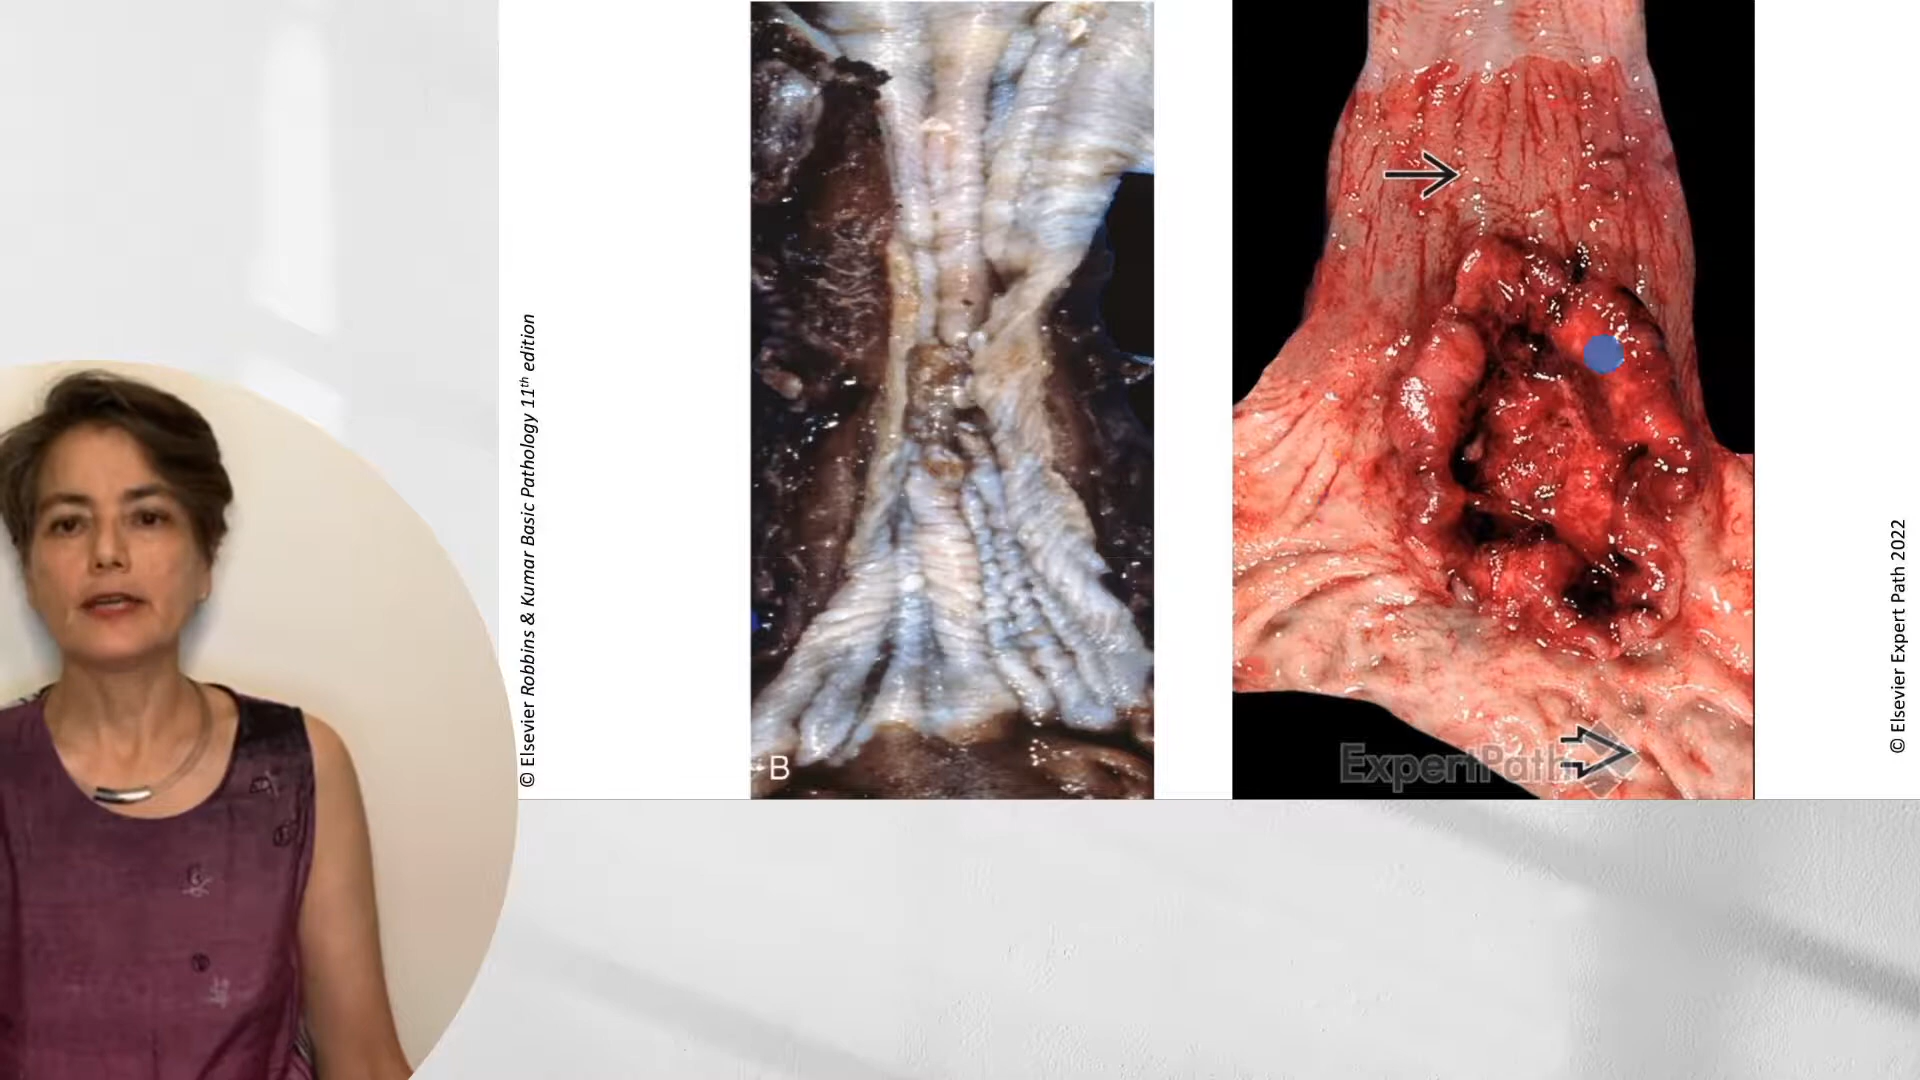 © Elsevier Robbins & Kumar Basic Pathology 11th edition
B
ExpertPath
© Elsevier Expert Path 2022